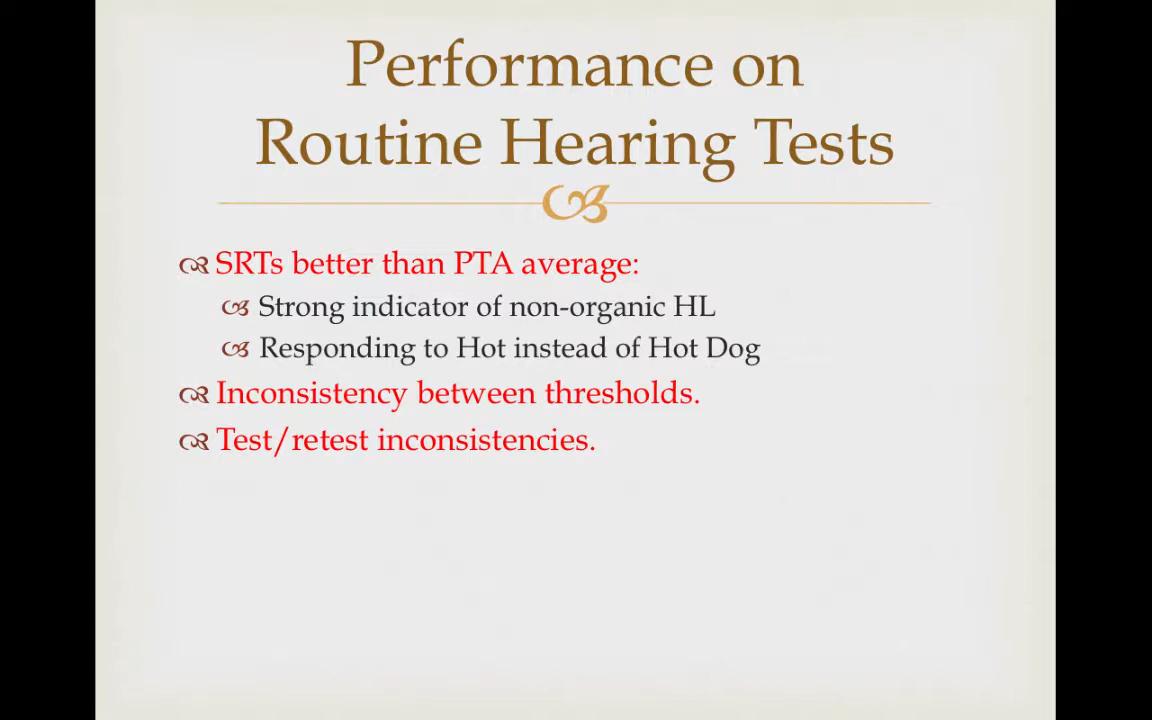 Performance on
Routine Hearing Tests
SRTs better than PTA average:
Strong indicator of non-organic HL
Responding to Hot instead of Hot Dog
Inconsistency between thresholds.
Test/retest inconsistencies.